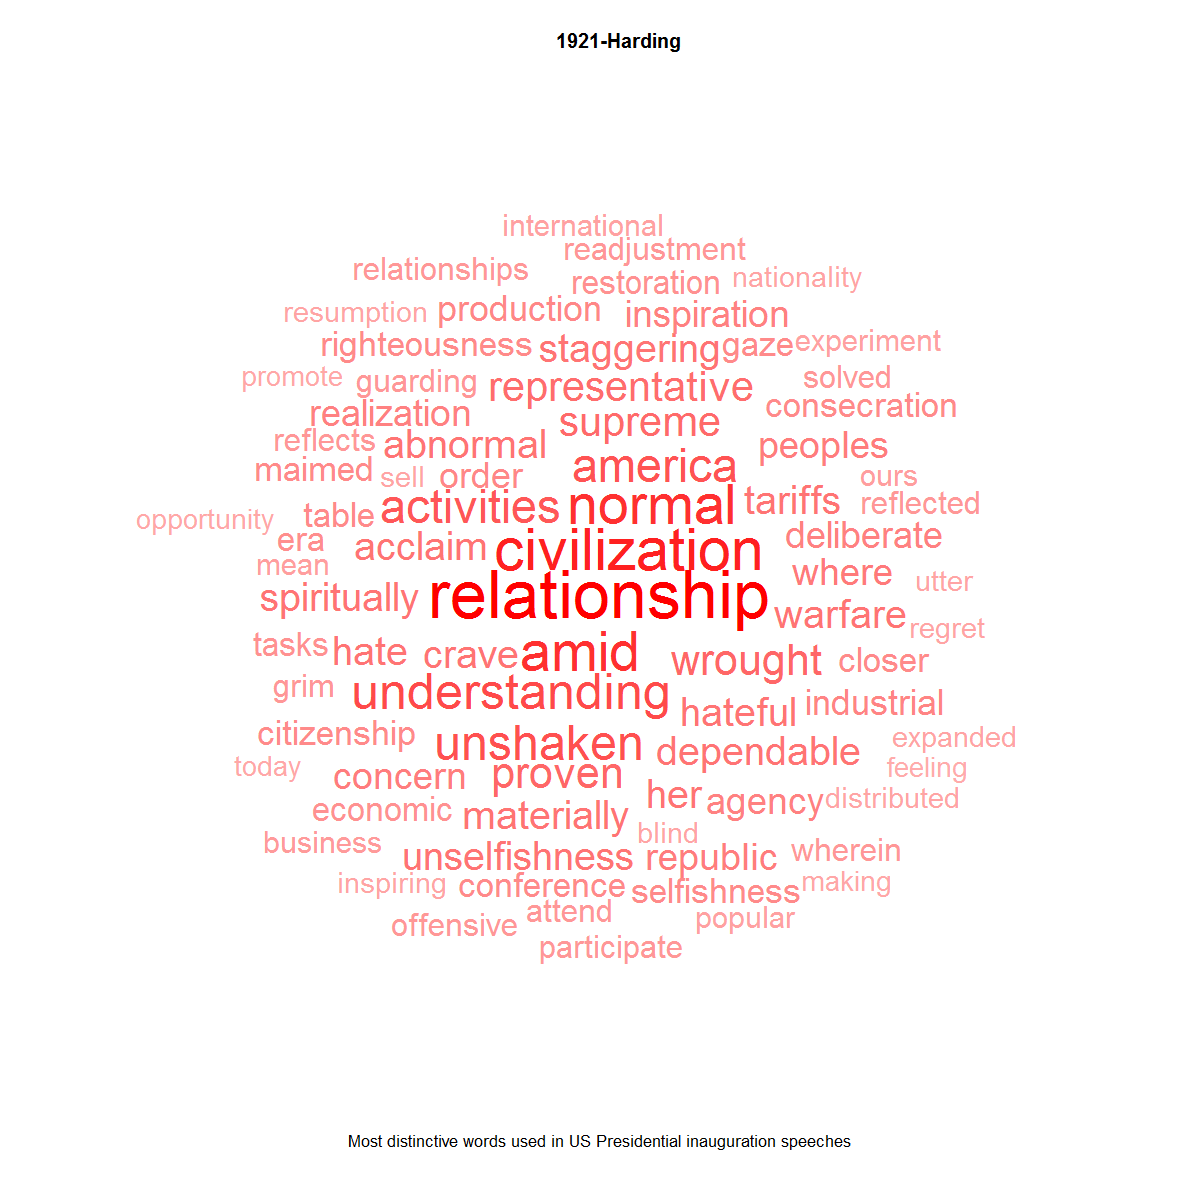 1921-Harding
international
readjustment
relationships
restoration
nationality
resumption
production
inspiration
righteousness
staggering
gaze
experiment
promote
guarding
representative
solved
realization
supreme
consecration
reflects
abnormal
peoples
maimed
sell
order
america
ours
activities
normal
tariffs
reflected
opportunity
table
era
acclaim
civilization
deliberate
mean
where
utter
spiritually
relationship
warfare
regret
tasks
hate
crave
amid
wrought
closer
grim
understanding
hateful
industrial
citizenship
unshaken
dependable
expanded
today
concern
proven
feeling
economic
materially
her
agency
distributed
business
blind
unselfishness
republic
wherein
inspiring
conference
selfishness
making
offensive
attend
popular
participate
Most distinctive words used in US Presidential inauguration speeches